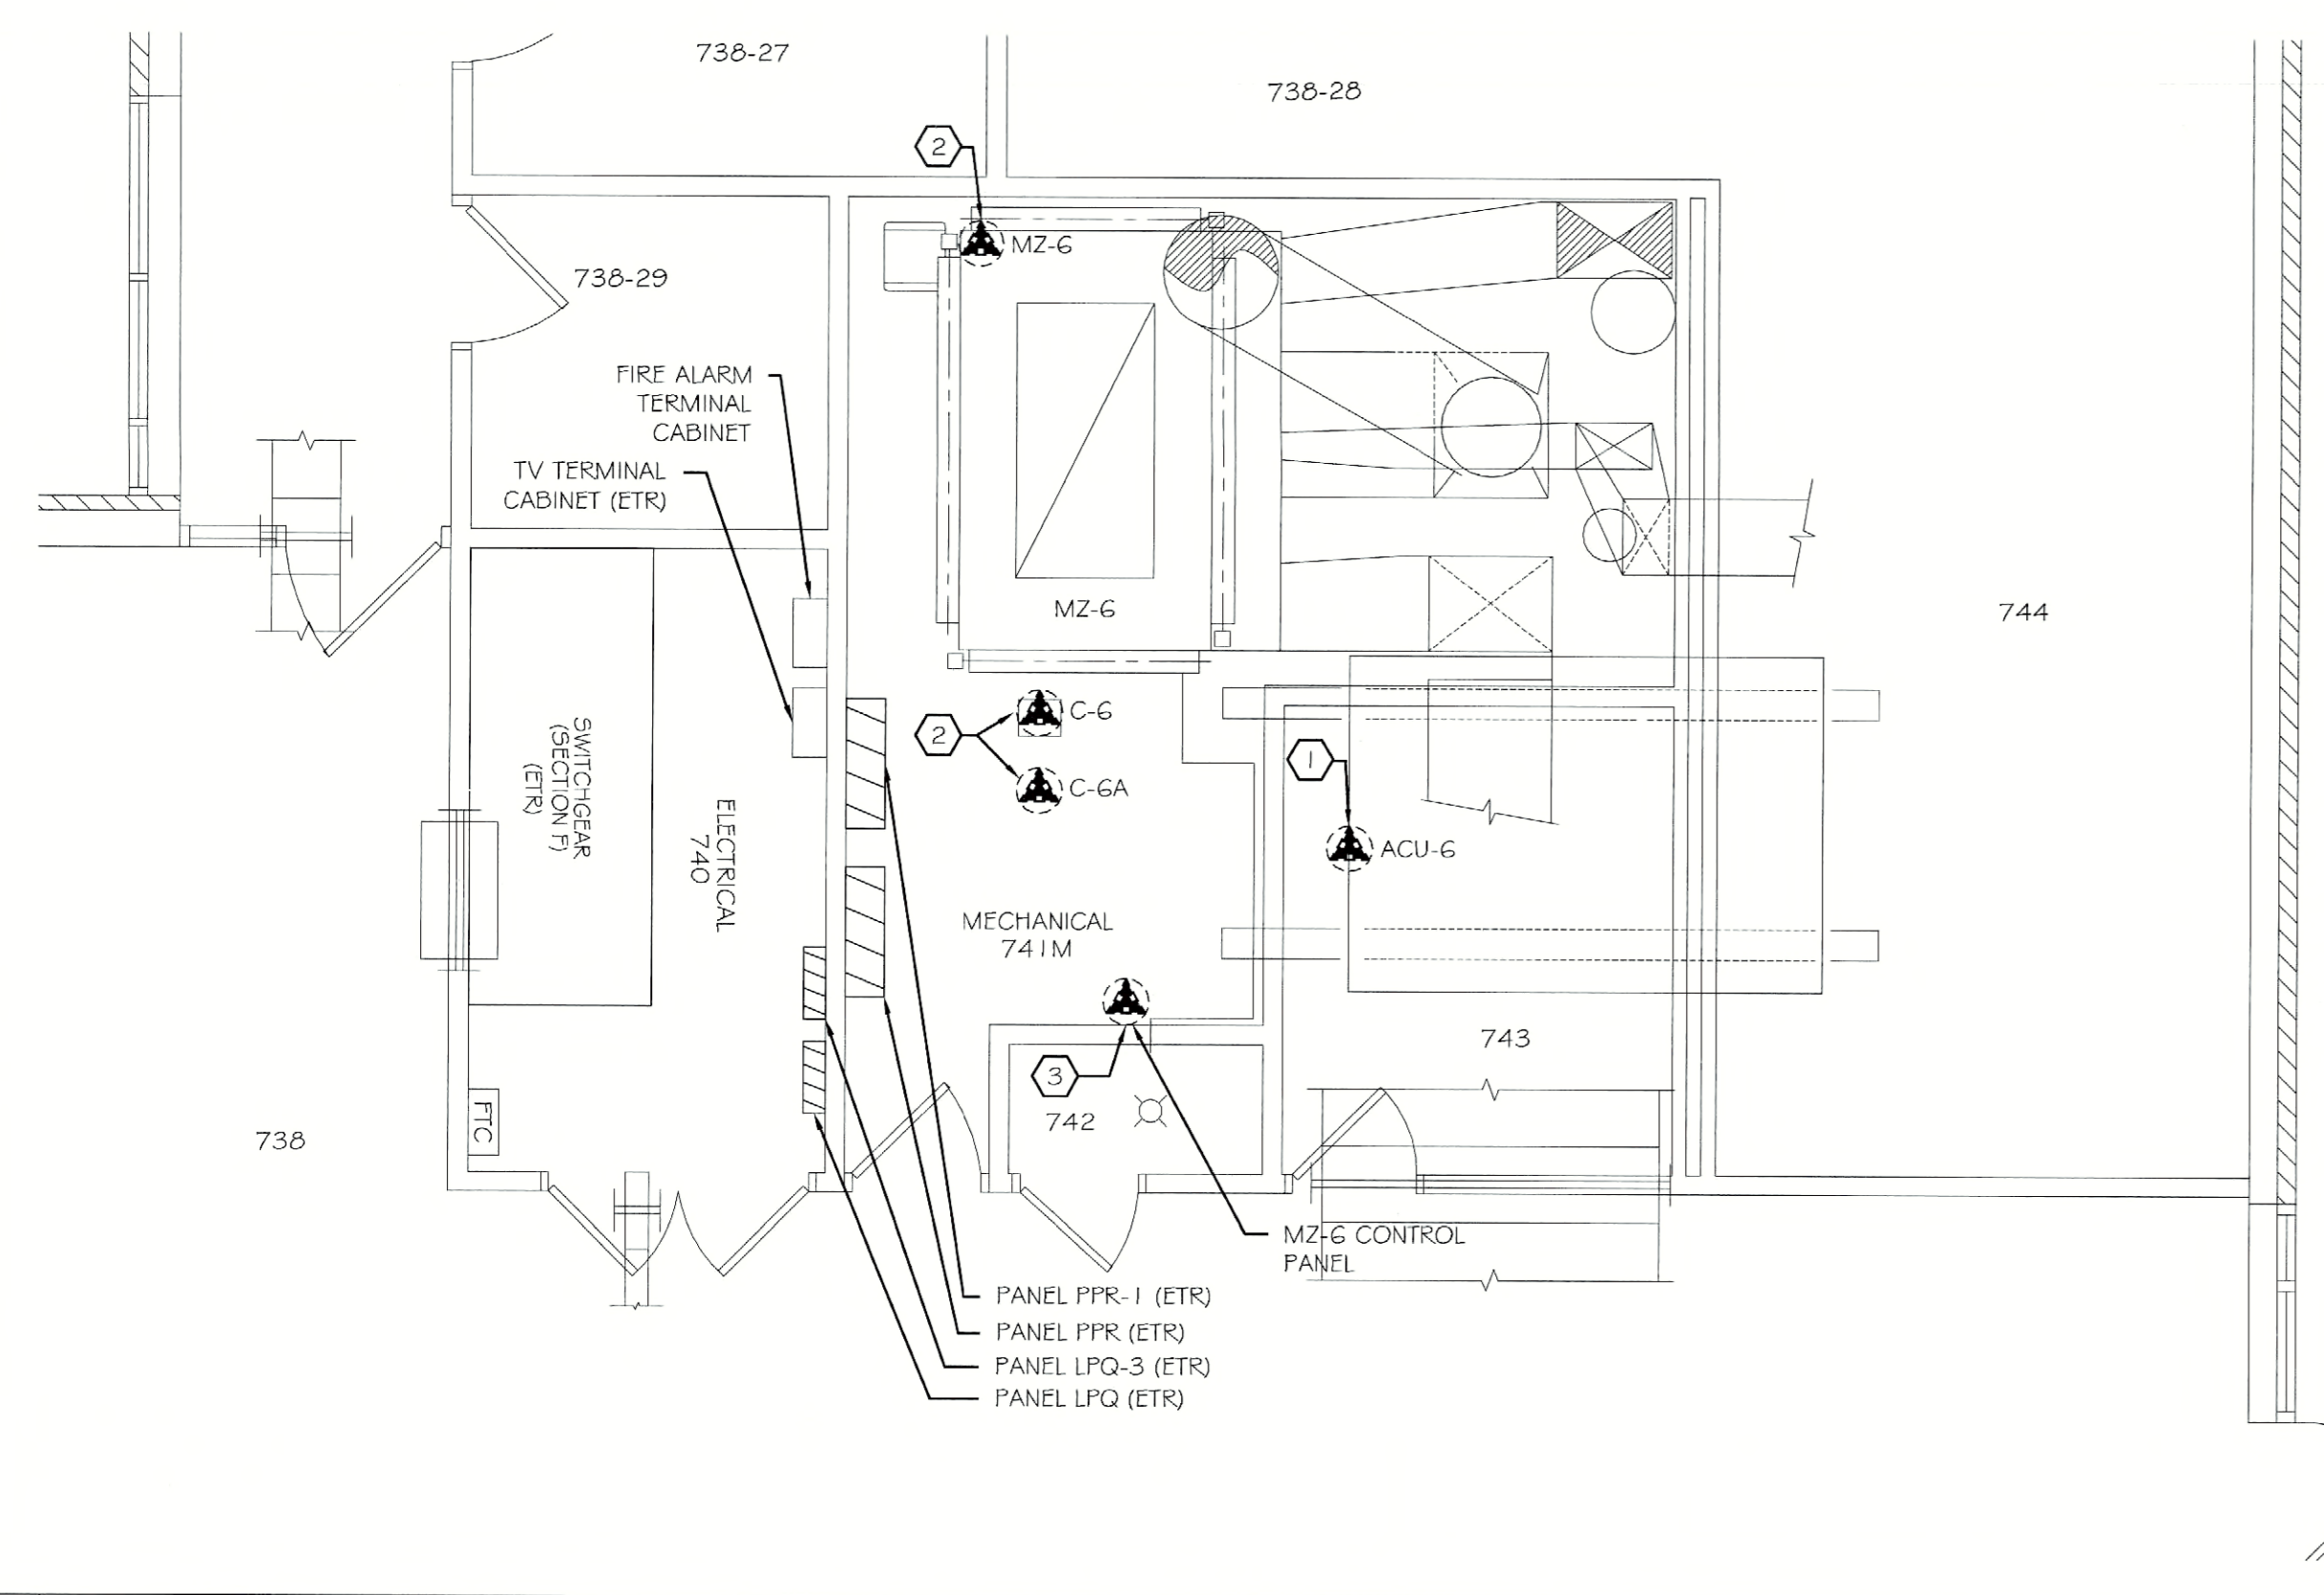 738-27
738-28
2
MZ-6
738-29
FIRE ALARM
TERMINAL
CABINET
TV TERMINAL
CABINET (ETR)
MZ-6
744
C-6
2
C-6A
1
ACU-6
SWITCHGEAR
(SECTION F)
(ETR)
ELECTRICAL
740
MECHANICAL
741M
743
3
742
FTC
738
MZ-6 CONTROL
PANEL
PANEL PPR-1 (ETR)
PANEL PPR (ETR)
PANEL LPQ-3 (ETR)
PANEL LPQ (ETR)